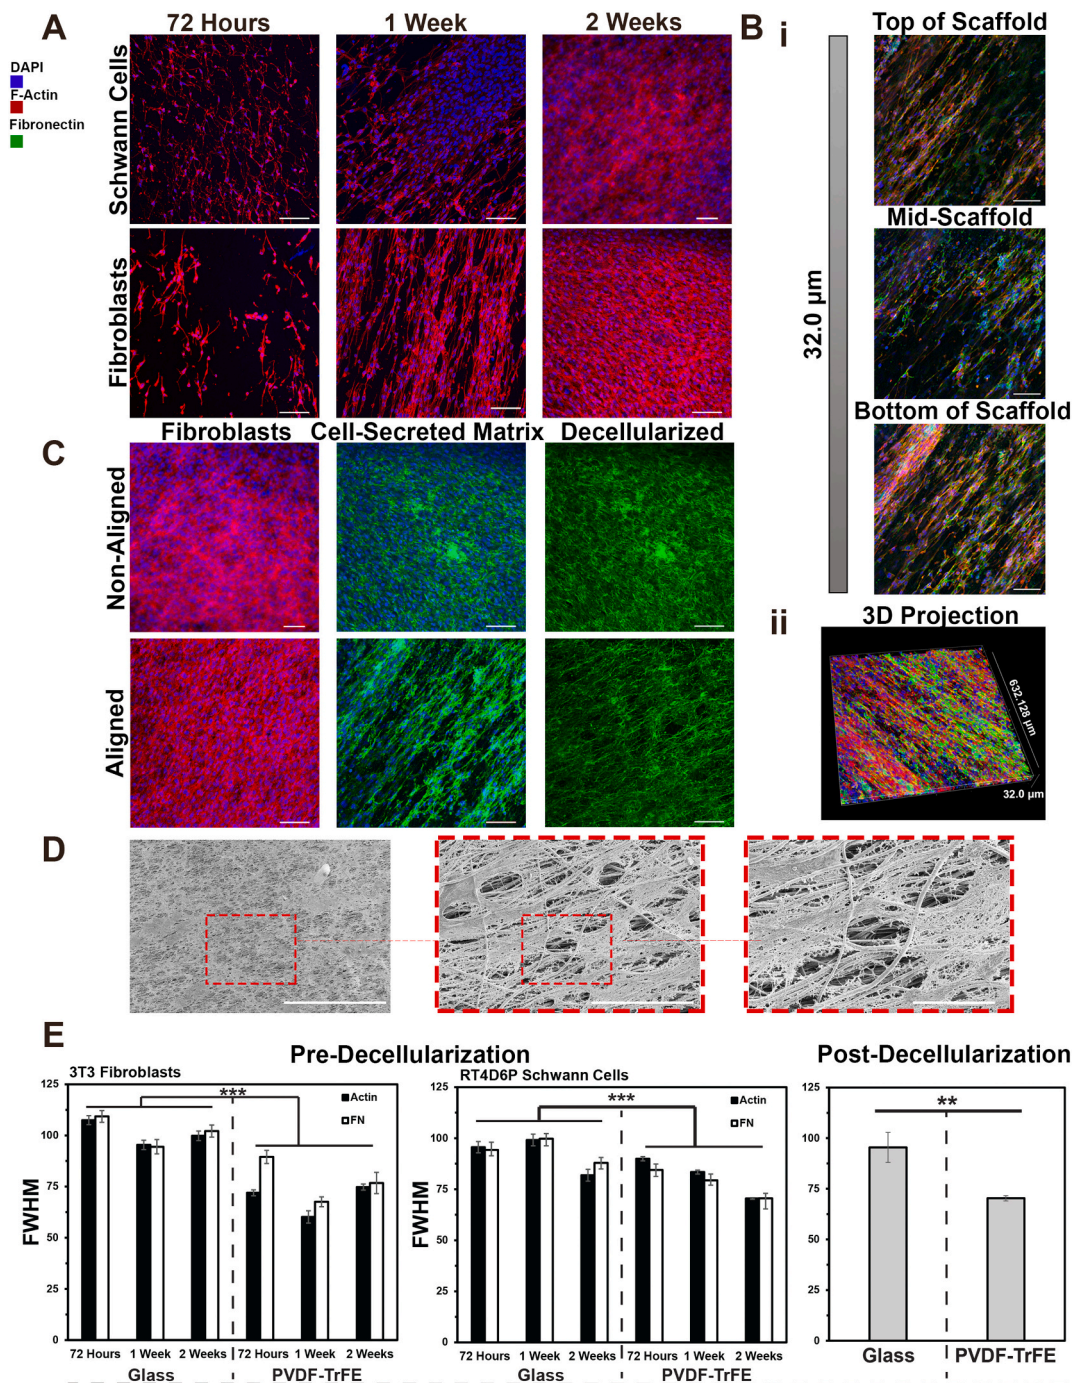 A
72 Hours
1 Week
2 Weeks
DAPI
F-Actin
Fibronectin
Schwann Cells
Fibroblasts
B
i
Top of Scaffold
Mid-Scaffold
Bottom of Scaffold
32.0 µm
ii
3D Projection
632.128 µm
32.0 µm
C
Fibroblasts
Cell-Secreted Matrix
Decellularized
Non-Aligned
Aligned
D
E
Pre-Decellularization
Post-Decellularization
3T3 Fibroblasts
***
Actin
FN
FWHM
125
100
75
50
25
0
72 Hours
1 Week
2 Weeks
72 Hours
1 Week
2 Weeks
Glass
PVDF-TrFE
RT4D6P Schwann Cells
***
Actin
FN
FWHM
125
100
75
50
25
0
72 Hours
1 Week
2 Weeks
72 Hours
1 Week
2 Weeks
Glass
PVDF-TrFE
**
125
100
75
50
25
0
Glass
PVDF-TrFE